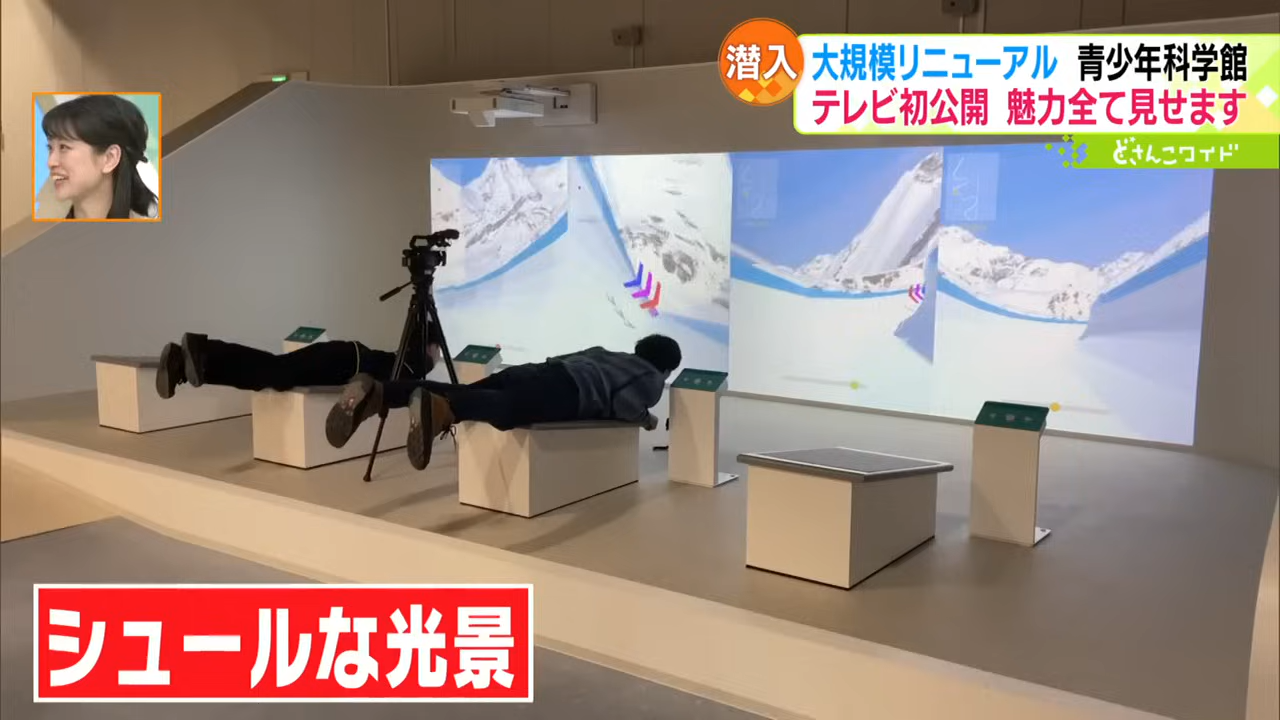 潜入
大規模リニューアル 青少年科学館
テレビ初公開 魅力全て見せます
どさんこワイド
シュールな光景